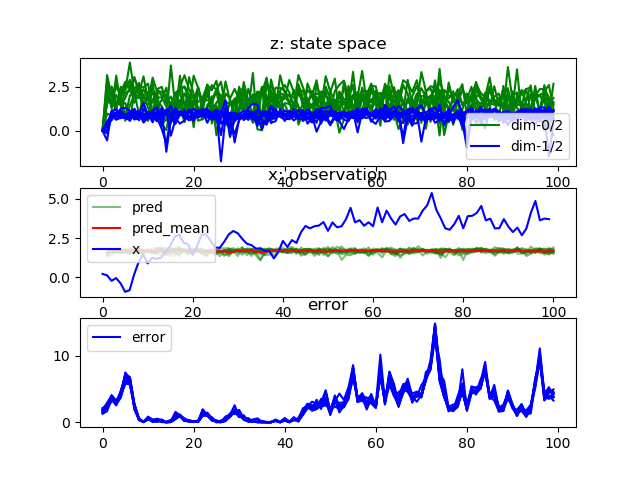 z: state space
2.5
0.0
dim-0/2
dim-1/2
0 20 40 60 80 100
x: observation
5.0
2.5
0.0
pred
pred_mean
x
0 20 40 60 80 100
error
10
0
error
0 20 40 60 80 100